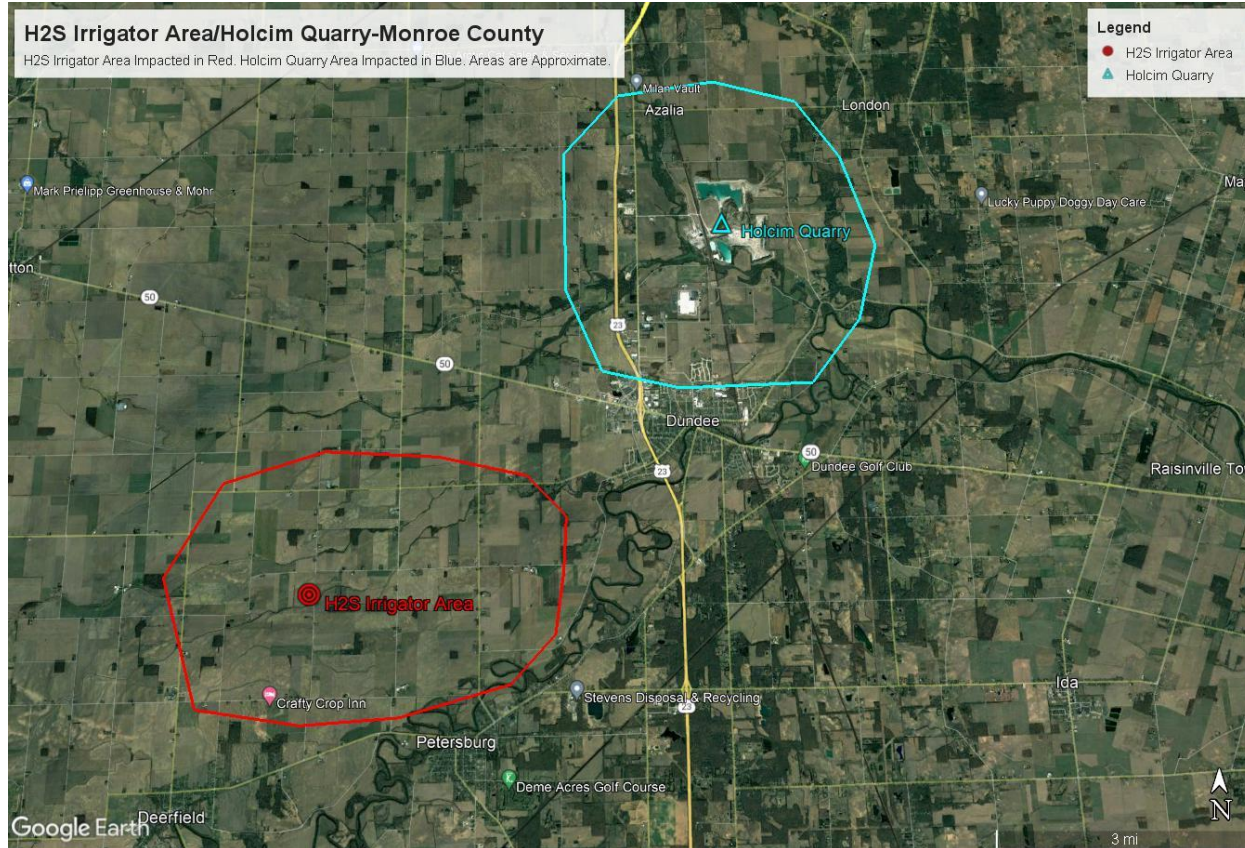 H2S Irrigator Area/Holcim Quarry-Monroe County
H2S Irrigator Area Impacted in Red. Holcim Quarry Area Impacted in Blue. Areas are Approximate.
Legend
H2S Irrigator Area
Holcim Quarry
Milan Vault
Azalia
London
Mark Prielipp Greenhouse & Mohr
Ma
Lucky Puppy Doggy Day Care
Holcim Quarry
tton
50
23
50
Dundee
50
23
Dundee Golf Club
Raisinville To
H2S Irrigator Area
Crafty Crop Inn
Stevens Disposal & Recycling
Ida
23
Petersburg
Deme Acres Golf Course
Deerfield
Google Earth
N
3 mi